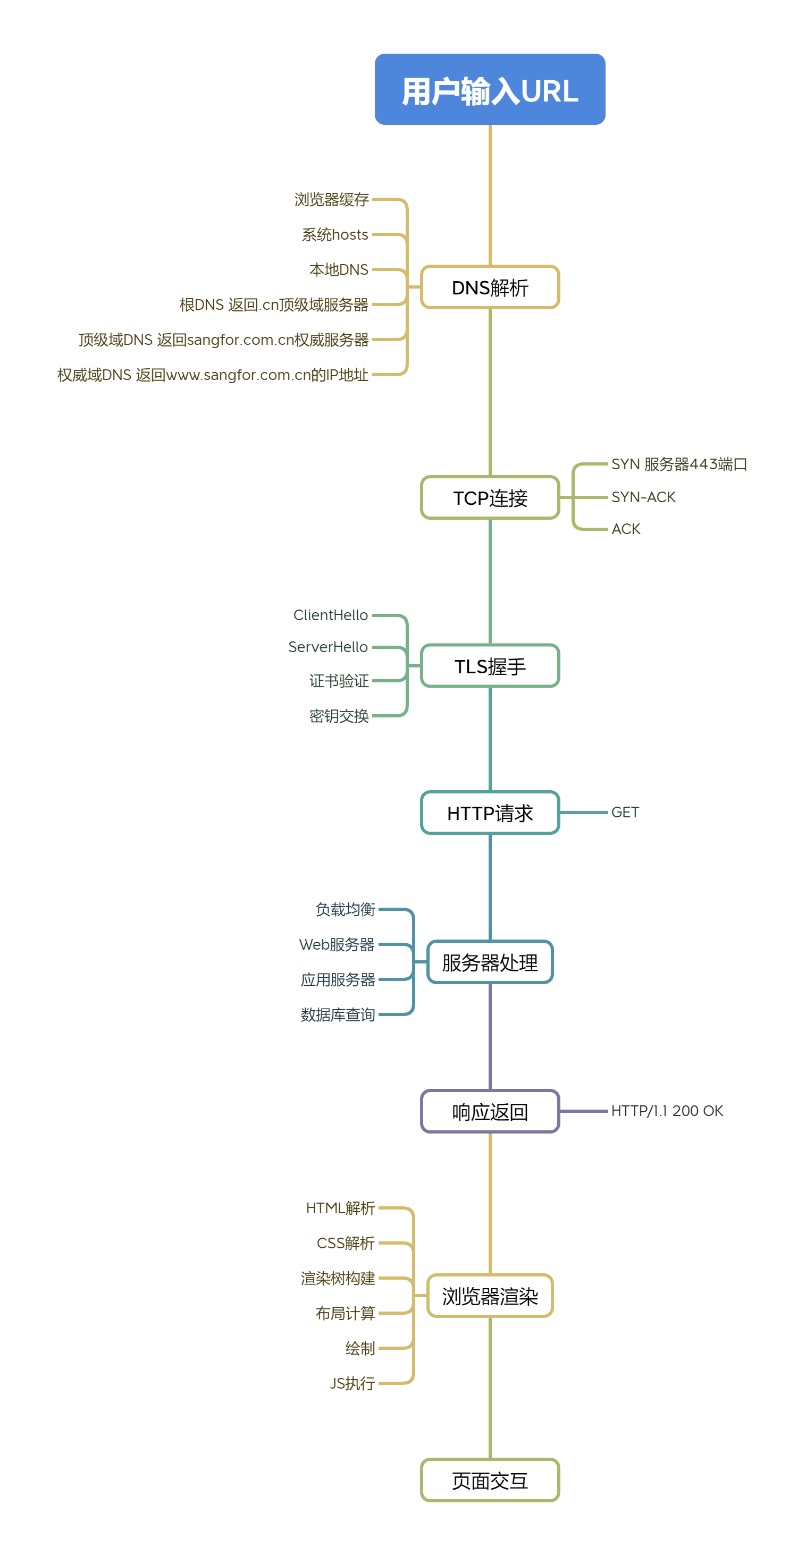 用户输入URL
浏览器缓存
系统hosts
本地DNS
根DNS 返回.cn顶级域服务器
顶级域DNS 返回sangfor.com.cn权威服务器
权威域DNS 返回www.sangfor.com.cn的IP地址
DNS解析
TCP连接
SYN 服务器443端口
SYN-ACK
ACK
ClientHello
ServerHello
证书验证
密钥交换
TLS握手
HTTP请求
GET
负载均衡
Web服务器
应用服务器
数据库查询
服务器处理
响应返回
HTTP/1.1 200 OK
HTML解析
CSS解析
渲染树构建
布局计算
绘制
JS执行
浏览器渲染
页面交互